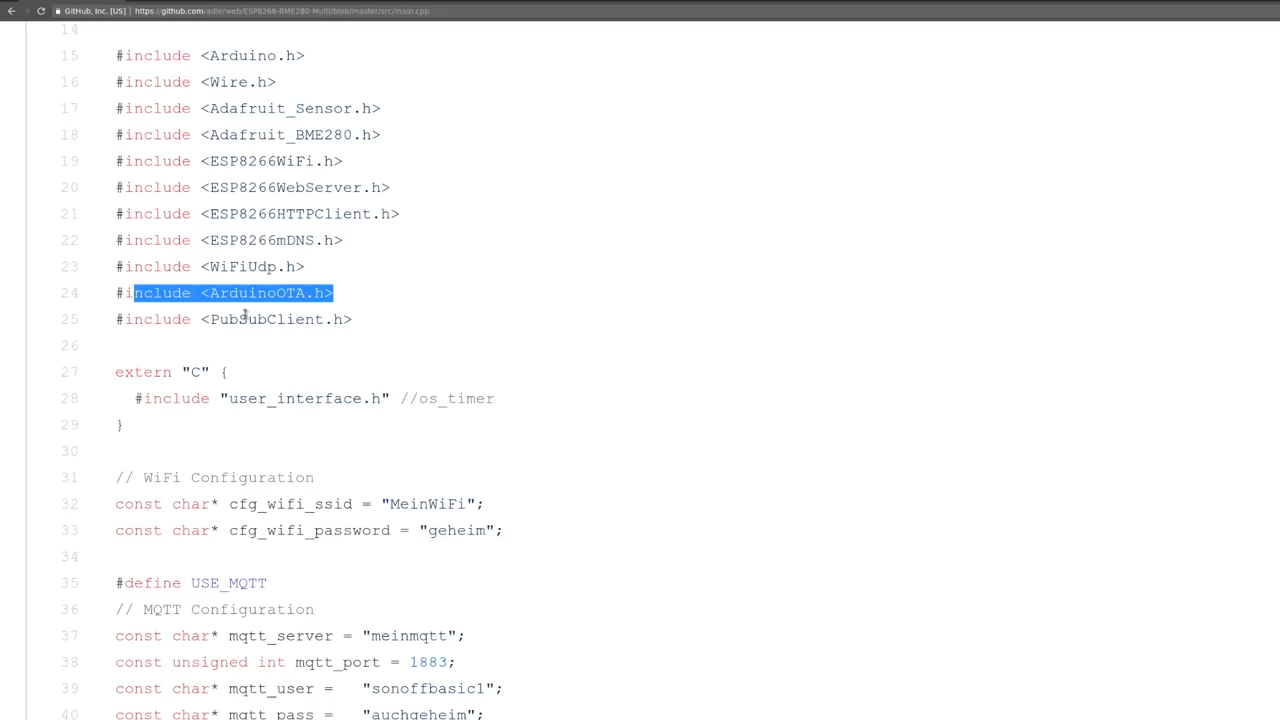 GitHub, Inc. [US] | https://github.com/adlerweb/ESP8266-BME280-Multi/blob/master/src/main.cpp
14
15 #include <Arduino.h>
16 #include <Wire.h>
17 #include <Adafruit_Sensor.h>
18 #include <Adafruit_BME280.h>
19 #include <ESP8266WiFi.h>
20 #include <ESP8266WebServer.h>
21 #include <ESP8266HTTPClient.h>
22 #include <ESP8266mDNS.h>
23 #include <WiFiUdp.h>
24 #include <ArduinoOTA.h>
25 #include <PubSubClient.h>
26
27 extern "C" {
28 #include "user_interface.h" //os_timer
29 }
30
31 // WiFi Configuration
32 const char* cfg_wifi_ssid = "MeinWiFi";
33 const char* cfg_wifi_password = "geheim";
34
35 #define USE_MQTT
36 // MQTT Configuration
37 const char* mqtt_server = "meinmqtt";
38 const unsigned int mqtt_port = 1883;
39 const char* mqtt_user =   "sonoffbasic1";
40 const char* mqtt_pass =   "auchgeheim";